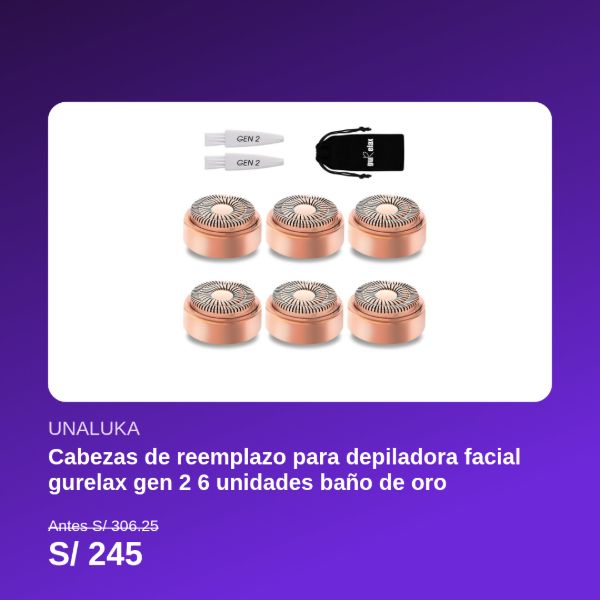 GEN 2
GEN 2
gurelax
UNALUKA
Cabezas de reemplazo para depiladora facial
gurelax gen 2 6 unidades baño de oro
Antes S/ 306.25
S/ 245